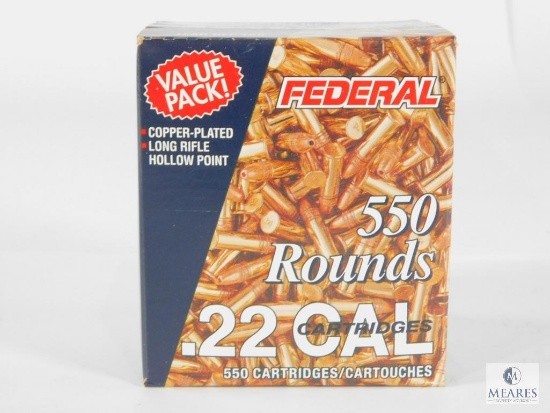 VALUE
PACK!
COPPER-PLATED
LONG RIFLE
HOLLOW POINT
FEDERAL®
550
Rounds
.22 CAL
CARTRIDGES
550 CARTRIDGES/CARTOUCHES
M
MEARES